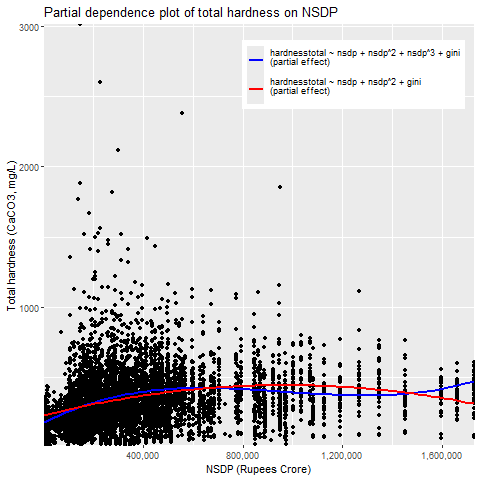 Partial dependence plot of total hardness on NSDP
hardnesstotal ~ nsdp + nsdp^2 + nsdp^3 + gini
(partial effect)
hardnesstotal ~ nsdp + nsdp^2 + gini
(partial effect)
3000
2000
1000
Total hardness (CaCO3, mg/L)
400,000 800,000 1,200,000 1,600,000
NSDP (Rupees Crore)